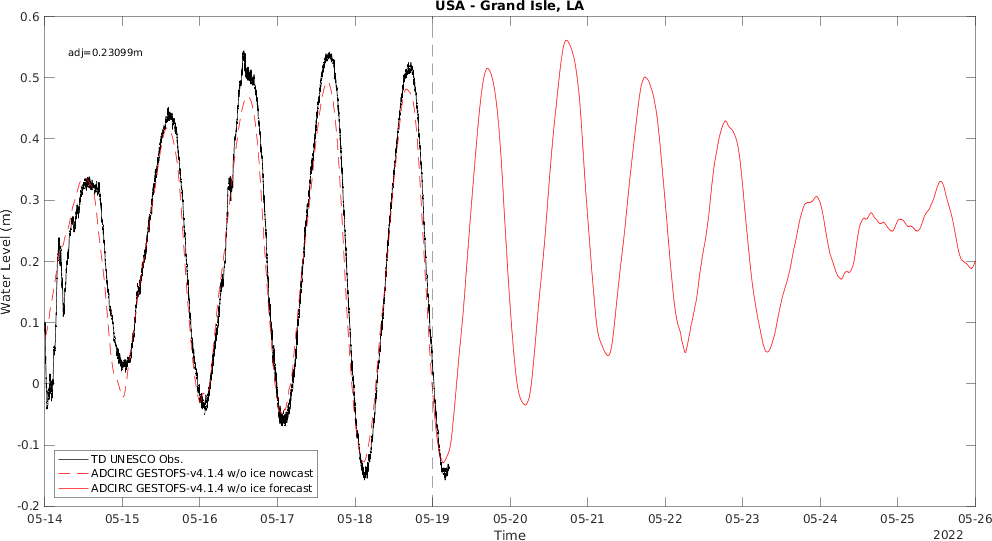 USA - Grand Isle, LA
adj=0.23099m
0.6
0.5
0.4
0.3
0.2
0.1
0
-0.1
-0.2
Water Level (m)
TD UNESCO Obs.
ADCIRC GESTOFS-v4.1.4 w/o ice nowcast
ADCIRC GESTOFS-v4.1.4 w/o ice forecast
05-14 05-15 05-16 05-17 05-18 05-19 05-20 05-21 05-22 05-23 05-24 05-25 05-26
Time
2022